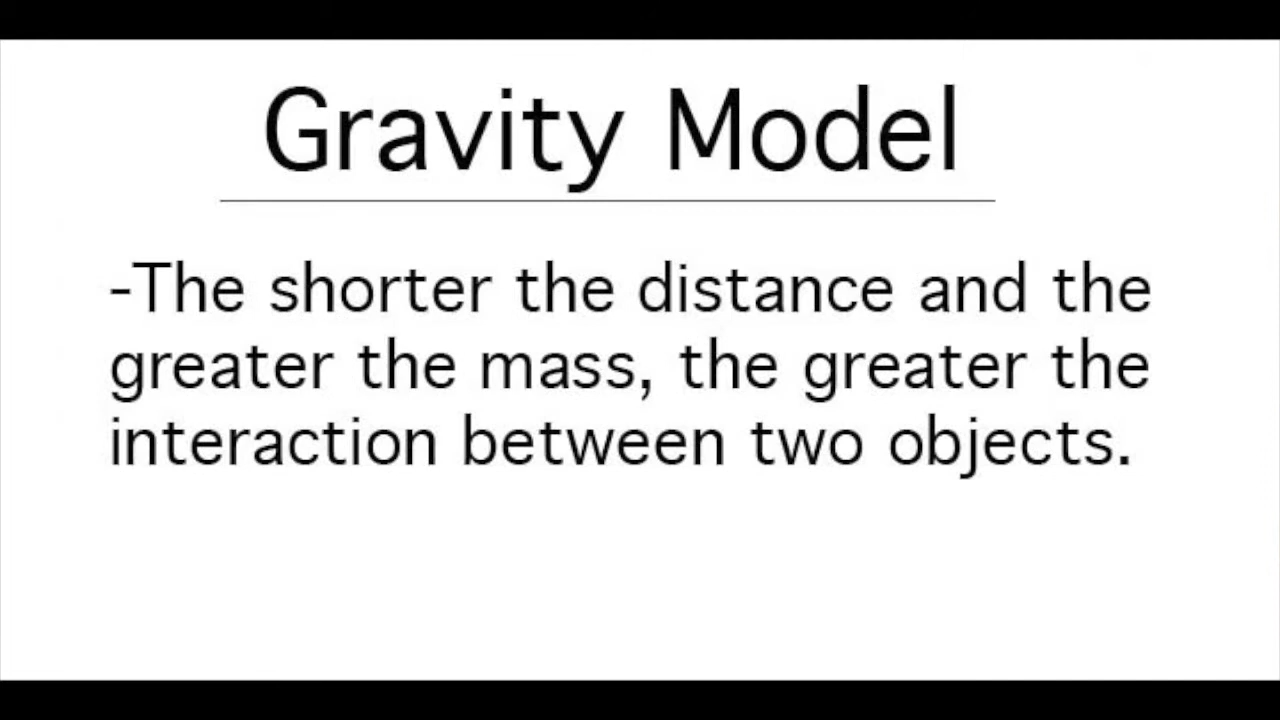 Gravity Model
-The shorter the distance and the
greater the mass, the greater the
interaction between two objects.